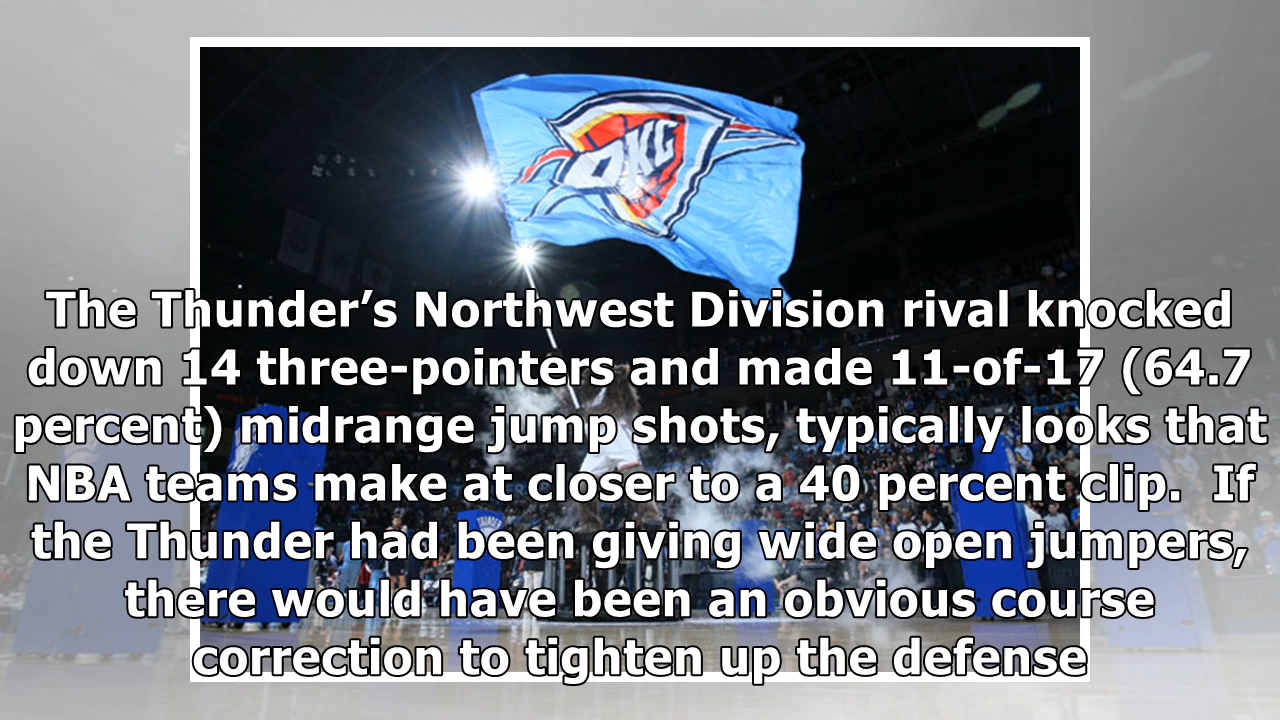 OKC
The Thunder’s Northwest Division rival knocked
down 14 three-pointers and made 11-of-17 (64.7
percent) midrange jump shots, typically looks that
NBA teams make at closer to a 40 percent clip.  If
the Thunder had been giving wide open jumpers,
there would have been an obvious course
correction to tighten up the defense
THUNDER